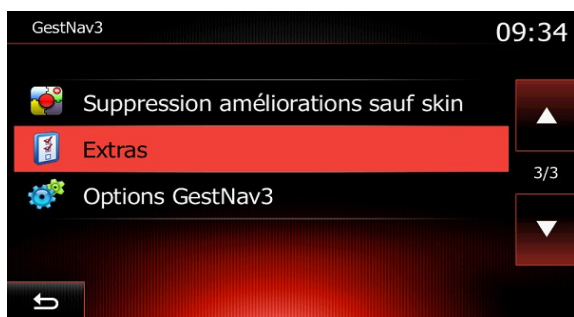 GestNav3
09:34
Suppression améliorations sauf skin
Extras
3/3
Options GestNav3